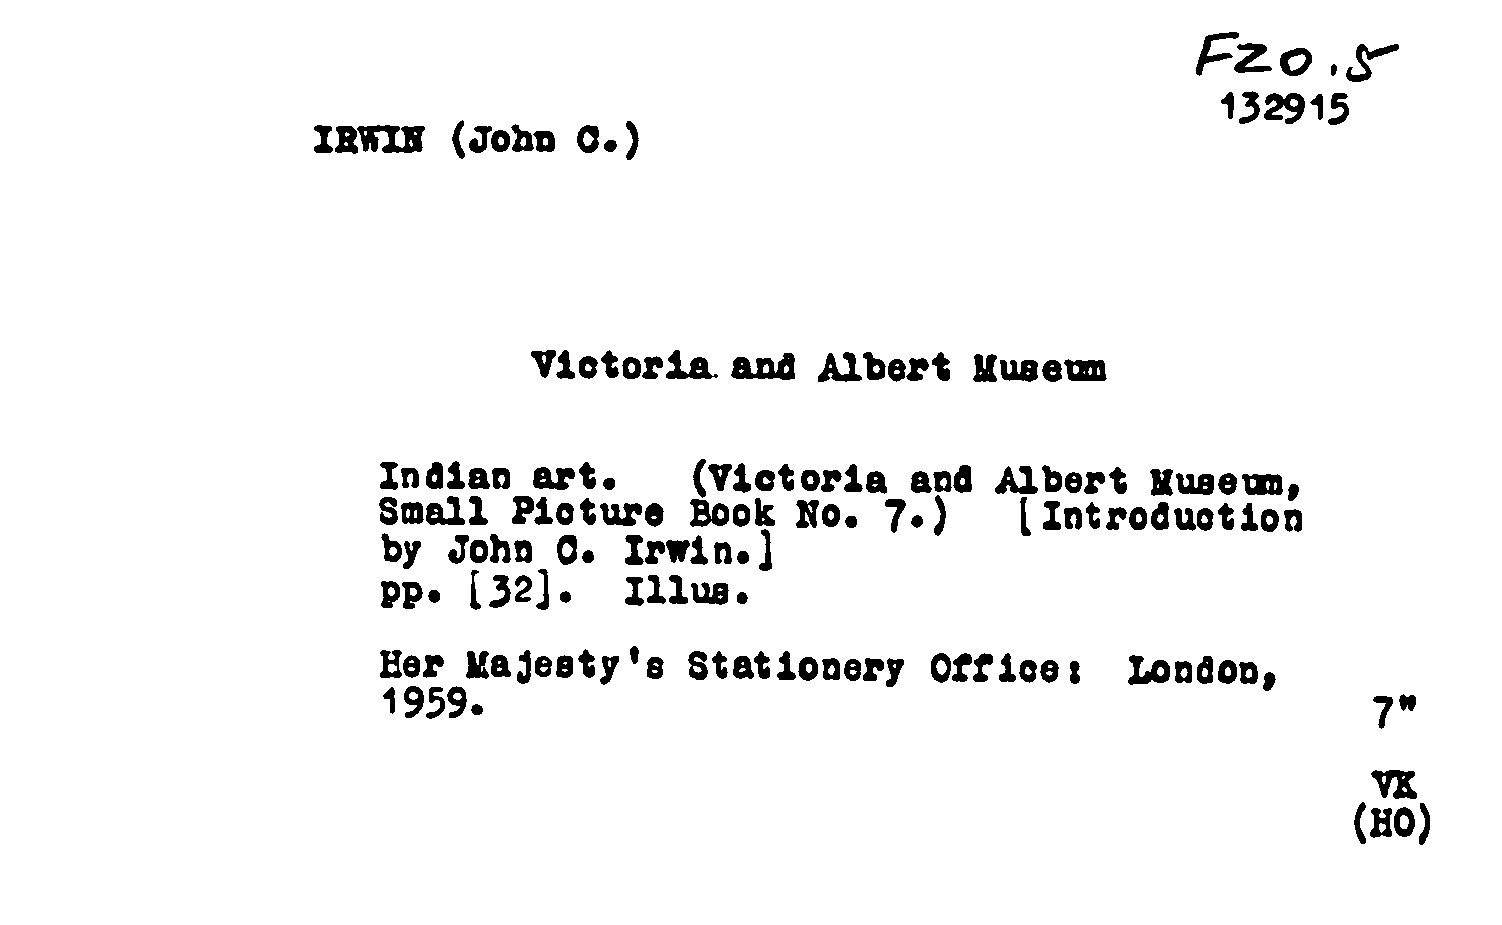 FZ0.5
132915
IRWIN (John C.)
Victoria and Albert Museum
Indian art. (Victoria and Albert Museum,
Small Picture Book No. 7.) [Introduction
by John C. Irwin.]
pp. [32]. Illus.
Her Majesty's Stationery Office: London,
1959.
7"
VK
(HO)